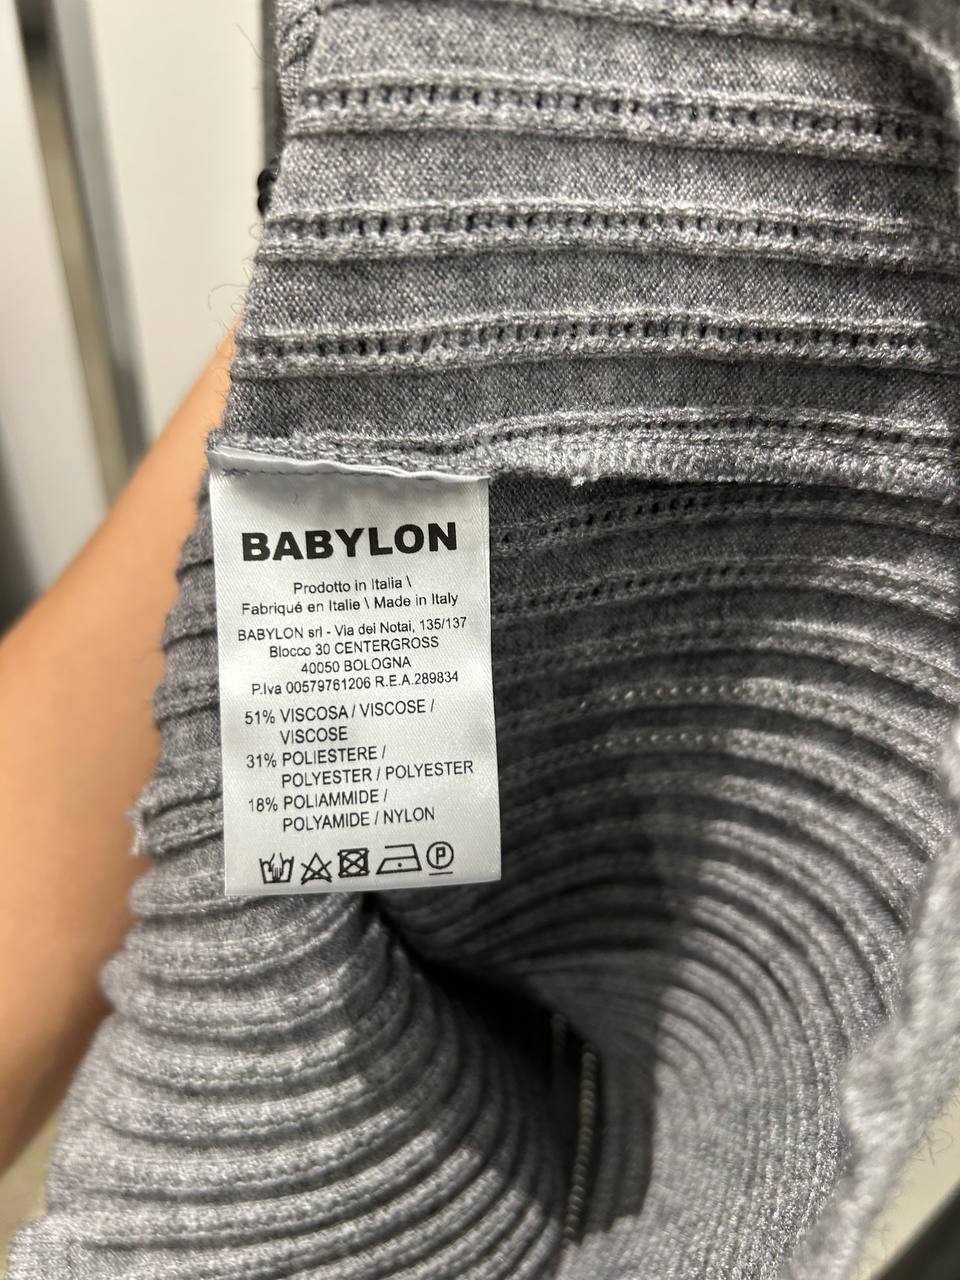 BABYLON
Prodotto in Italia \
Fabriqué en Italie \ Made in Italy
BABYLON srl - Via dei Notai, 135/137
Blocco 30 CENTERGROSS
40050 BOLOGNA
P.Iva 00579761206 R.E.A.289834
51% VISCOSA / VISCOSE /
VISCOSE
31% POLIESTERE /
POLYESTER / POLYESTER
18% POLIAMMIDE /
POLYAMIDE / NYLON
P